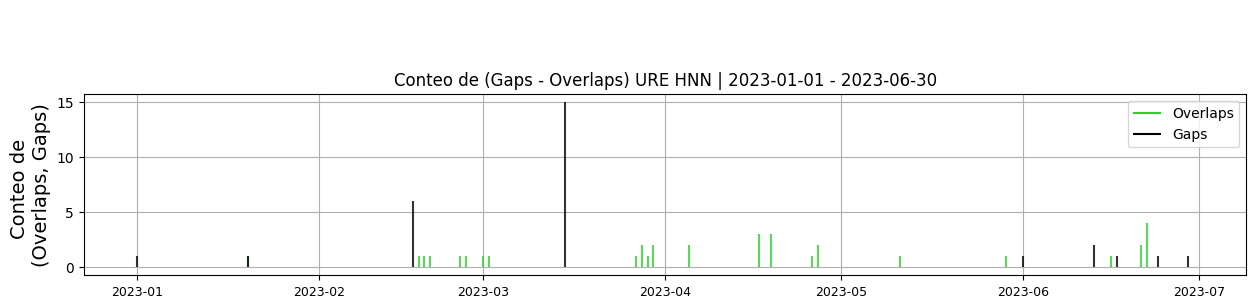 Conteo de (Gaps - Overlaps) URE HNN | 2023-01-01 - 2023-06-30
Conteo de
(Overlaps, Gaps)
15
10
5
0
Overlaps
Gaps
2023-01
2023-02
2023-03
2023-04
2023-05
2023-06
2023-07